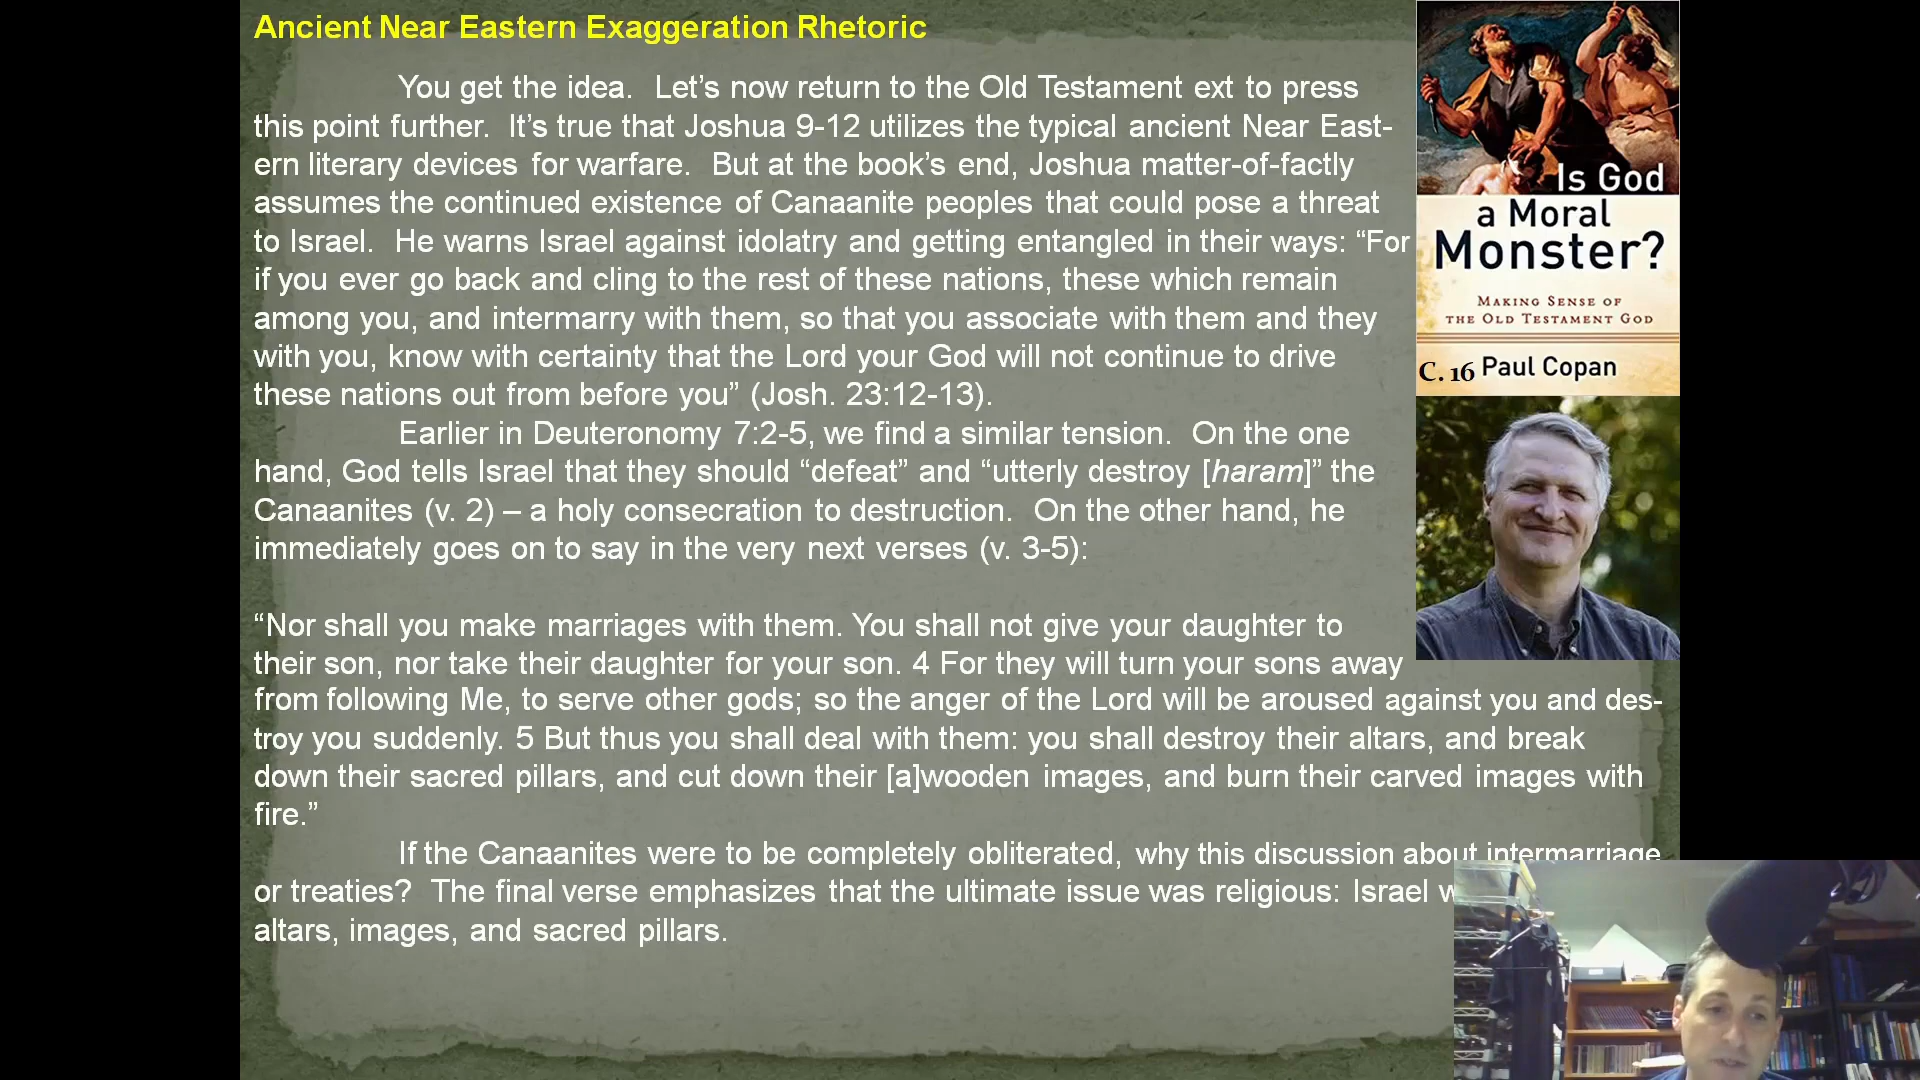 Ancient Near Eastern Exaggeration Rhetoric
You get the idea.  Let’s now return to the Old Testament ext to press
this point further.  It’s true that Joshua 9-12 utilizes the typical ancient Near East-
ern literary devices for warfare.  But at the book’s end, Joshua matter-of-factly
assumes the continued existence of Canaanite peoples that could pose a threat
to Israel.  He warns Israel against idolatry and getting entangled in their ways: “For
if you ever go back and cling to the rest of these nations, these which remain
among you, and intermarry with them, so that you associate with them and they
with you, know with certainty that the Lord your God will not continue to drive
these nations out from before you” (Josh. 23:12-13).
Earlier in Deuteronomy 7:2-5, we find a similar tension.  On the one
hand, God tells Israel that they should “defeat” and “utterly destroy [haram]” the
Canaanites (v. 2) – a holy consecration to destruction.  On the other hand, he
immediately goes on to say in the very next verses (v. 3-5):
“Nor shall you make marriages with them. You shall not give your daughter to
their son, nor take their daughter for your son. 4 For they will turn your sons away
from following Me, to serve other gods; so the anger of the Lord will be aroused against you and des-
troy you suddenly. 5 But thus you shall deal with them: you shall destroy their altars, and break
down their sacred pillars, and cut down their [a]wooden images, and burn their carved images with
fire.”
If the Canaanites were to be completely obliterated, why this discussion about intermarriage
or treaties?  The final verse emphasizes that the ultimate issue was religious: Israel
altars, images, and sacred pillars.
Is God
a Moral
Monster?
Making Sense of
the Old Testament God
C. 16 Paul Copan